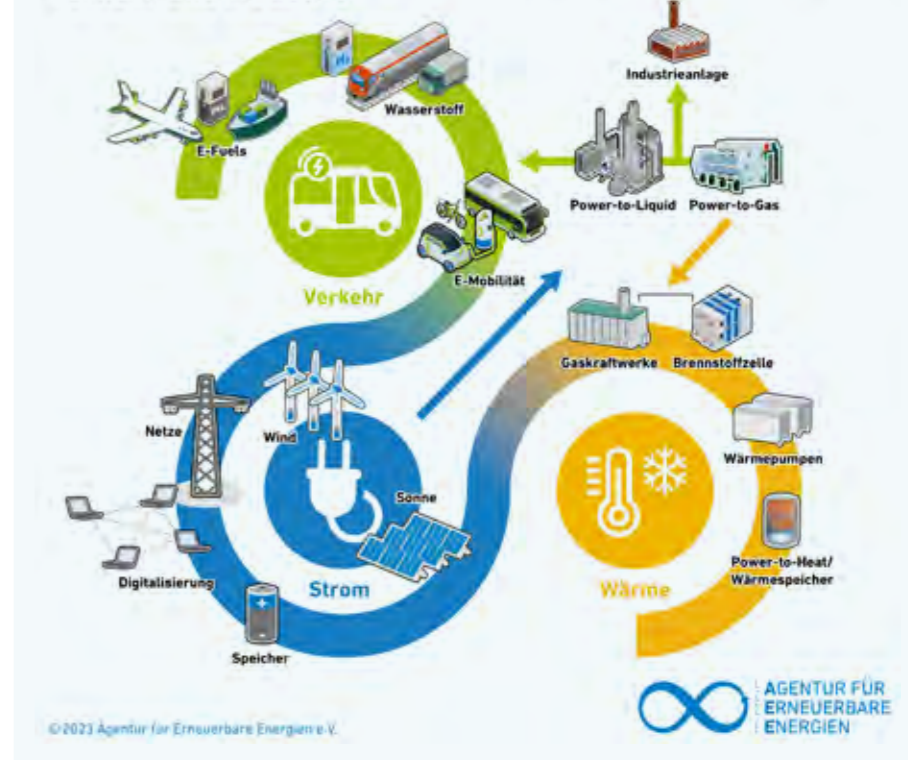 Industrieanlage
Wasserstoff
E-Fuels
Power-to-Liquid
Power-to-Gas
E-Mobilität
Verkehr
Gaskraftwerke
Brennstoffzelle
Netze
Wind
Wärmepumpen
Sonne
Power-to-Heat/
Wärmespeicher
Digitalisierung
Strom
Wärme
Speicher
AGENTUR FÜR
ERNEUERBARE
ENERGIEN
©2023 Agentur für Erneuerbare Energien e.V.